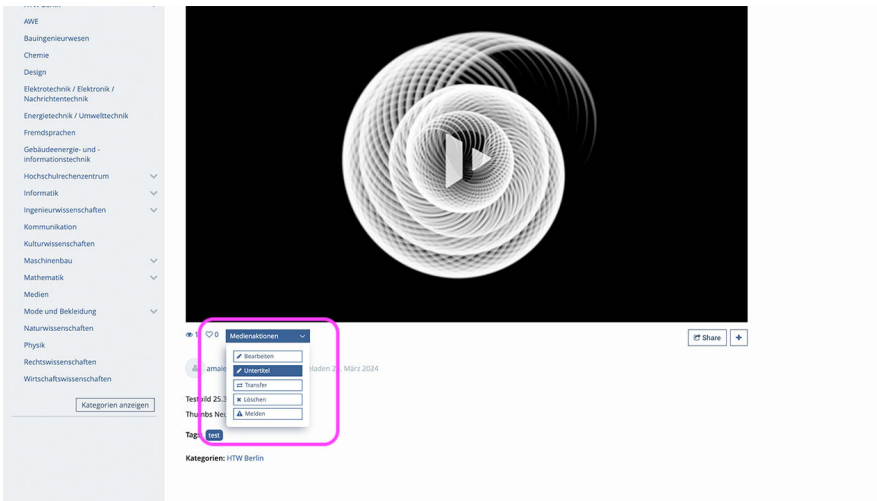 AWE
Bauingenieurwesen
Chemie
Design
Elektrotechnik / Elektronik /
Nachrichtentechnik
Energietechnik / Umwelttechnik
Fremdsprachen
Gebäudeenergie- und -
informationstechnik
Hochschulrechenzentrum
Informatik
Ingenieurwissenschaften
Kommunikation
Kulturwissenschaften
Maschinenbau
Mathematik
Medien
Mode und Bekleidung
Naturwissenschaften
Physik
Rechtswissenschaften
Wirtschaftswissenschaften
Kategorien anzeigen
0
Medienaktionen
Share
+
Bearbeiten
Untertitel
Transfer
Löschen
Melden
März 2024
test
Kategorien: HTW Berlin